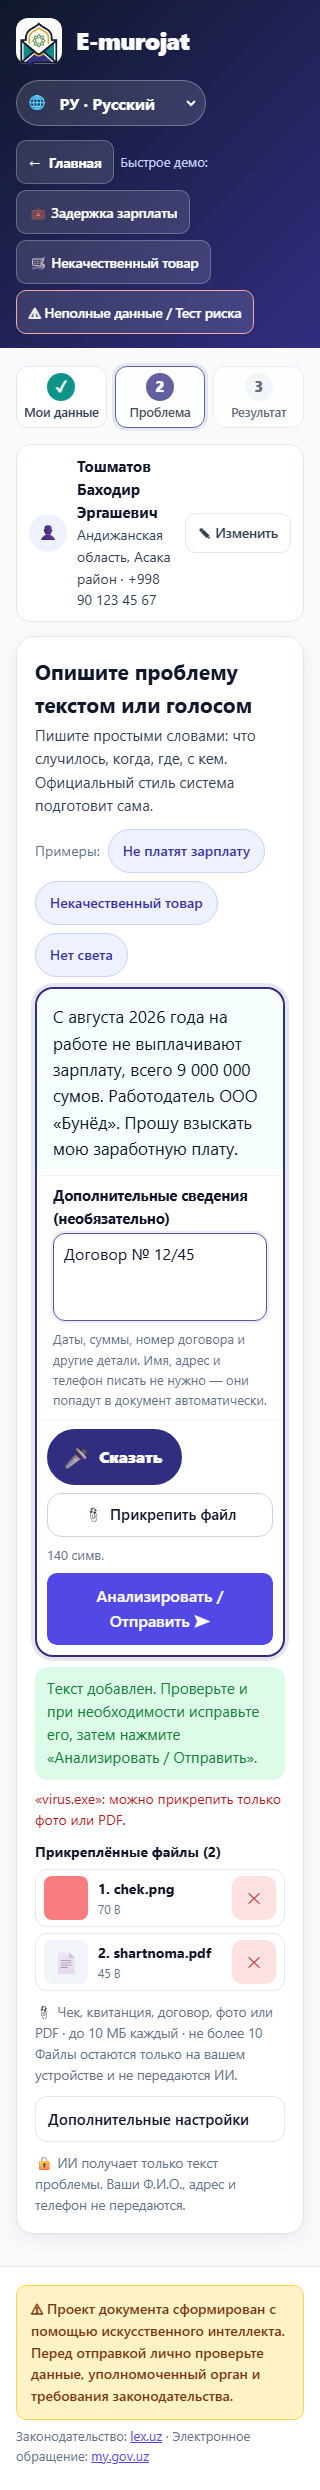 E-murojat
РУ · Русский
← Главная Быстрое демо:
Задержка зарплаты
Некачественный товар
⚠ Неполные данные / Тест риска
✓ 2 3
Мои данные Проблема Результат
Тошматов
Баходир
Эргашевич
Андижанская
область, Асака
район · +998
90 123 45 67
Изменить
Опишите проблему
текстом или голосом
Пишите простыми словами: что
случилось, когда, где, с кем.
Официальный стиль система
подготовит сама.
Примеры: Не платят зарплату
Некачественный товар
Нет света
С августа 2026 года на
работе не выплачивают
зарплату, всего 9 000 000
сумов. Работодатель ООО
«Бунёд». Прошу взыскать
мою заработную плату.
Дополнительные сведения
(необязательно)
Договор № 12/45
Даты, суммы, номер договора и
другие детали. Имя, адрес и
телефон писать не нужно — они
попадут в документ автоматически.
Сказать
Прикрепить файл
140 симв.
Анализировать /
Отправить ➤
Текст добавлен. Проверьте и
при необходимости исправьте
его, затем нажмите
«Анализировать / Отправить».
«virus.exe»: можно прикрепить только
фото или PDF.
Прикреплённые файлы (2)
1. chek.png
70 B
2. shartnoma.pdf
45 B
Чек, квитанция, договор, фото или
PDF · до 10 МБ каждый · не более 10
Файлы остаются только на вашем
устройстве и не передаются ИИ.
Дополнительные настройки
ИИ получает только текст
проблемы. Ваши Ф.И.О., адрес и
телефон не передаются.
⚠ Проект документа сформирован с
помощью искусственного интеллекта.
Перед отправкой лично проверьте
данные, уполномоченный орган и
требования законодательства.
Законодательство: lex.uz · Электронное
обращение: my.gov.uz